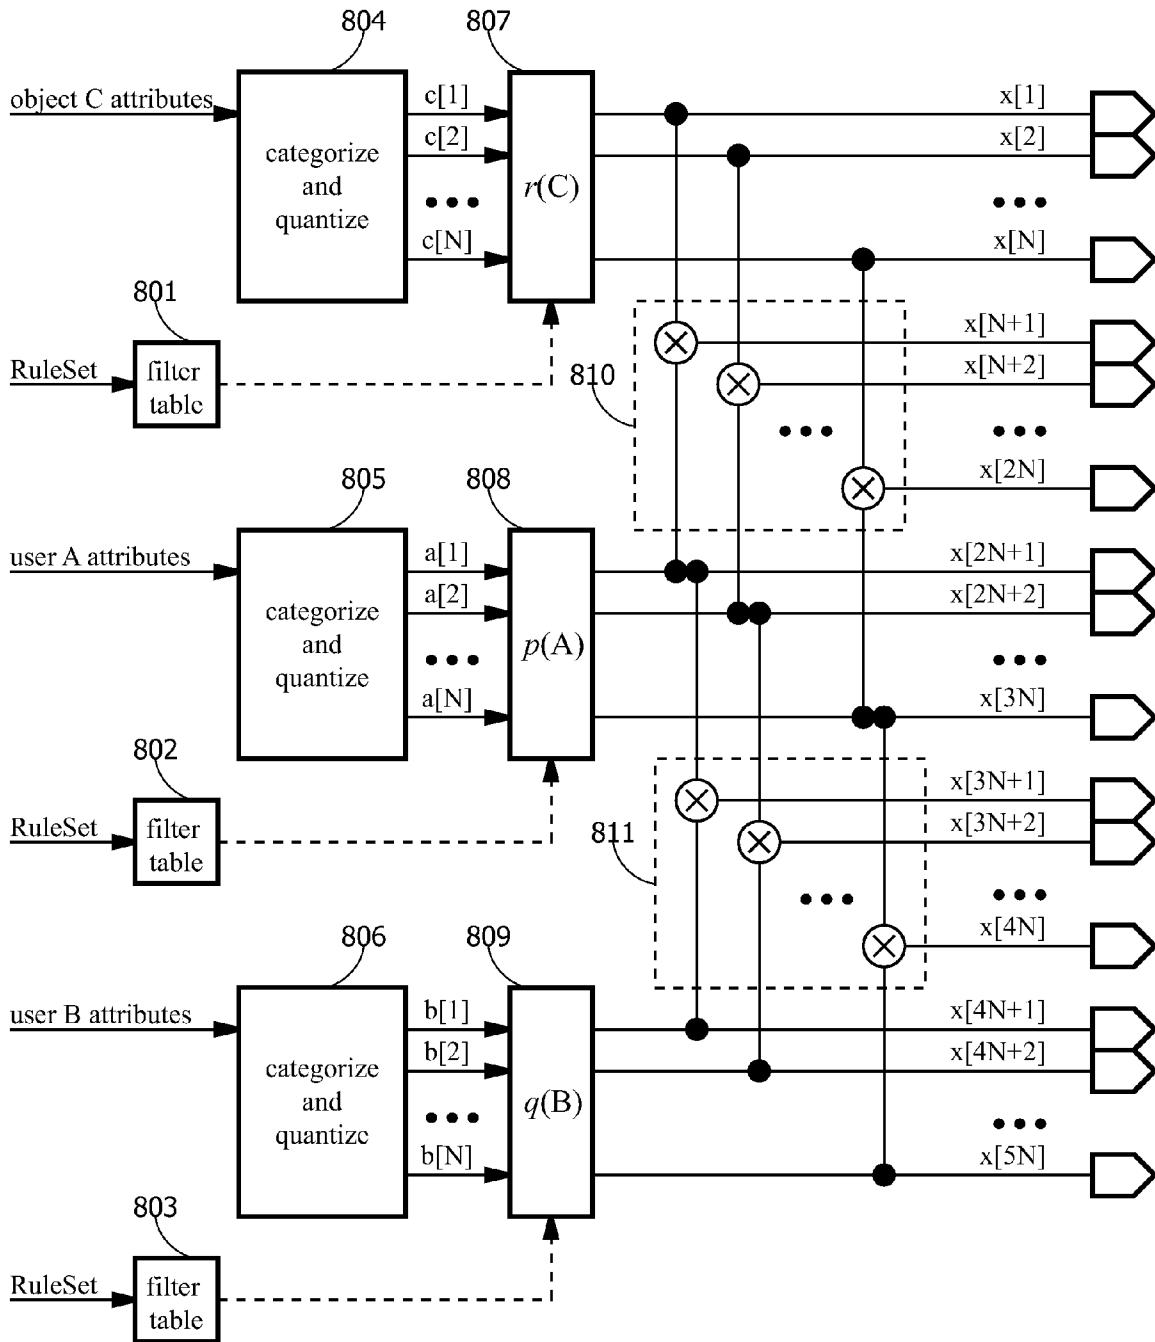 804
807
object C attributes
c[1]
x[1]
c[2]
x[2]
categorize
and
quantize
r(C)
c[N]
x[N]
801
x[N+1]
RuleSet
filter
table
810
x[N+2]
x[2N]
805
808
user A attributes
a[1]
x[2N+1]
a[2]
x[2N+2]
categorize
and
quantize
p(A)
a[N]
x[3N]
802
x[3N+1]
RuleSet
filter
table
811
x[3N+2]
x[4N]
806
809
user B attributes
b[1]
x[4N+1]
b[2]
x[4N+2]
categorize
and
quantize
q(B)
b[N]
x[5N]
803
RuleSet
filter
table